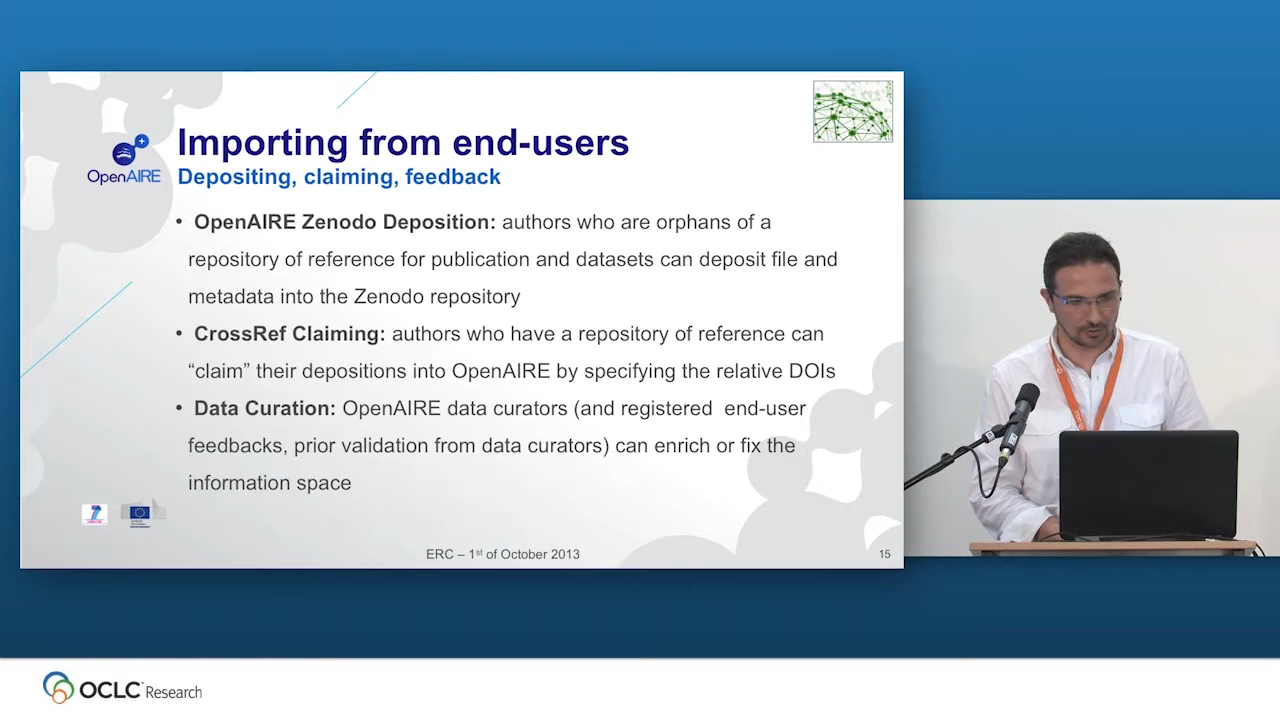 Importing from end-users
OpenAIRE
Depositing, claiming, feedback
• OpenAIRE Zenodo Deposition: authors who are orphans of a
repository of reference for publication and datasets can deposit file and
metadata into the Zenodo repository
• CrossRef Claiming: authors who have a repository of reference can
“claim” their depositions into OpenAIRE by specifying the relative DOIs
• Data Curation: OpenAIRE data curators (and registered end-user
feedbacks, prior validation from data curators) can enrich or fix the
information space
ERC – 1st of October 2013
15
OCLC Research